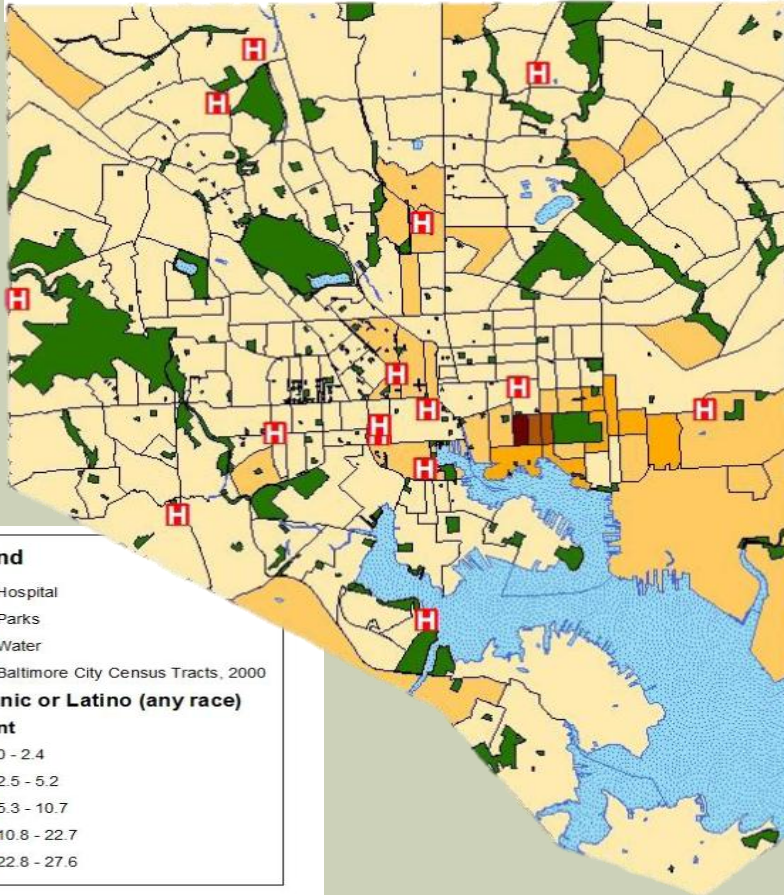 H
H
H
H
H
H
H
H
H
H
H
H
H
H
nd
Hospital
Parks
Water
Baltimore City Census Tracts, 2000
nic or Latino (any race)
nt
0 - 2.4
2.5 - 5.2
5.3 - 10.7
10.8 - 22.7
22.8 - 27.6